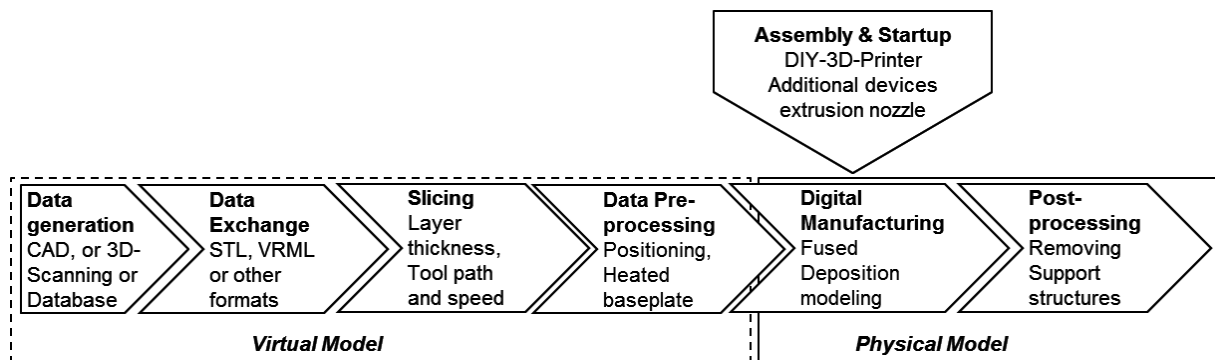 Assembly & Startup
DIY-3D-Printer
Additional devices
extrusion nozzle
Data
generation
CAD, or 3D-
Scanning or
Database
Data
Exchange
STL, VRML
or other
formats
Slicing
Layer
thickness,
Tool path
and speed
Data Pre-
processing
Positioning,
Heated
baseplate
Digital
Manufacturing
Fused
Deposition
modeling
Post-
processing
Removing
Support
structures
Virtual Model
Physical Model